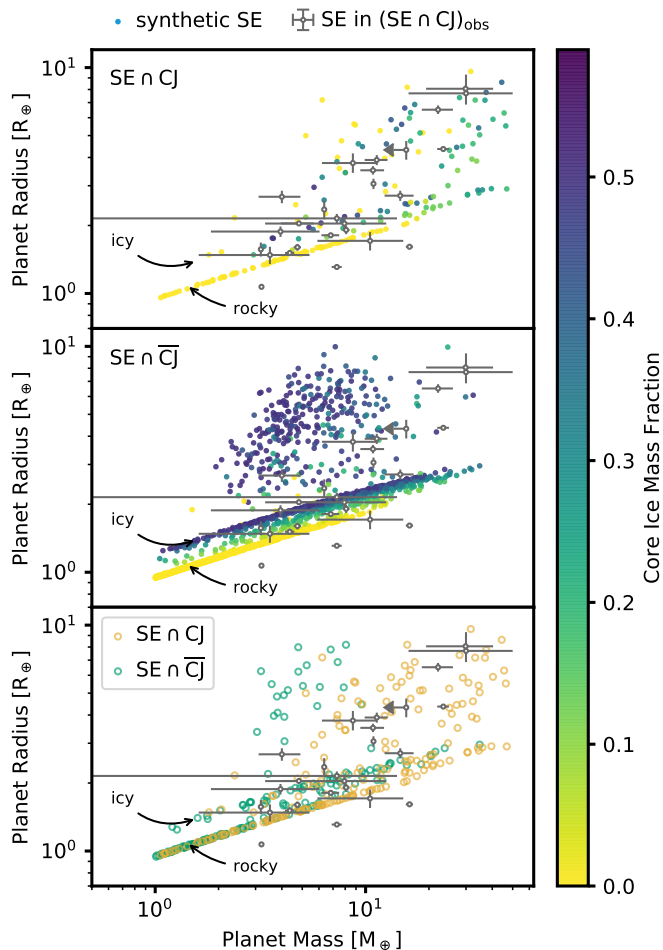 synthetic SE
SE in (SE ∩ CJ)obs
10¹
10⁰
Planet Radius [R⊕]
SE ∩ CJ
icy
rocky
10¹
10⁰
Planet Radius [R⊕]
SE ∩ C̅J̅
icy
rocky
10¹
10⁰
Planet Radius [R⊕]
SE ∩ CJ
SE ∩ C̅J̅
icy
rocky
10⁰
10¹
Planet Mass [M⊕]
0.5
0.4
0.3
0.2
0.1
0.0
Core Ice Mass Fraction